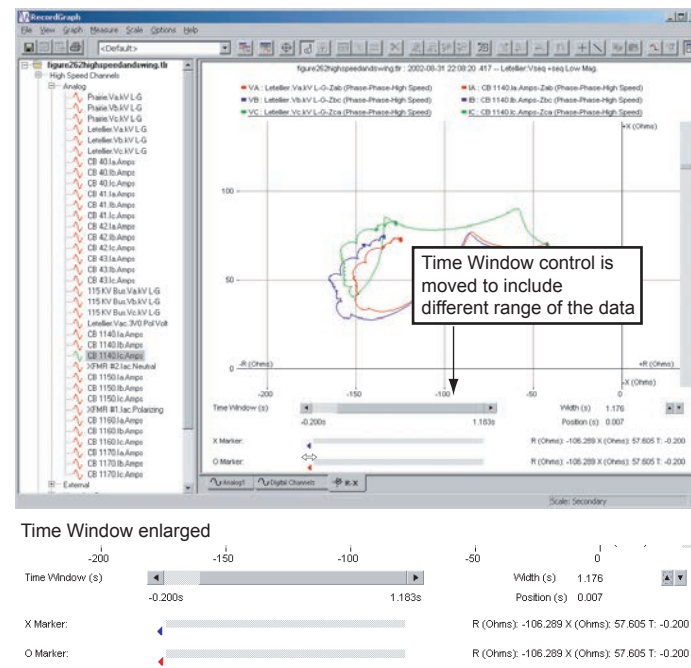 RecordGraph
File View Graph Measure Scale Options Help
<Default>
figure262highspeedandswing.tlr
High Speed Channels
Analog
Prairie.Va.kV L-G
Prairie.Vb.kV L-G
Prairie.Vc.kV L-G
Letellier.Va.kV L-G
Letellier.Vb.kV L-G
Letellier.Vc.kV L-G
CB 40.Ia.Amps
CB 40.Ib.Amps
CB 40.Ic.Amps
CB 41.Ia.Amps
CB 41.Ib.Amps
CB 41.Ic.Amps
CB 42.Ia.Amps
CB 42.Ib.Amps
CB 42.Ic.Amps
CB 43.Ia.Amps
CB 43.Ib.Amps
CB 43.Ic.Amps
115 KV Bus.Va.kV L-G
115 KV Bus.Vb.kV L-G
115 KV Bus.Vc.kV L-G
Letellier.Vac.3V0 Pol Volt
CB 1140.Ia.Amps
CB 1140.Ib.Amps
CB 1140.Ic.Amps
XFMR #2.Iac.Neutral
CB 1150.Ia.Amps
CB 1150.Ib.Amps
CB 1150.Ic.Amps
XFMR #1.Iac.Polarizing
CB 1160.Ia.Amps
CB 1160.Ib.Amps
CB 1160.Ic.Amps
CB 1170.Ia.Amps
CB 1170.Ib.Amps
CB 1170.Ic.Amps
External
figure262highspeedandswing.tlr : 2002-08-31 22:08:20 .417 -- Letellier:Vseq +seq Low Mag.
VA : Letellier.Va.kV L-G-Zab (Phase-Phase-High Speed)
IA : CB 1140.Ia.Amps-Zab (Phase-Phase-High Speed)
VB : Letellier.Vb.kV L-G-Zbc (Phase-Phase-High Speed)
IB : CB 1140.Ib.Amps-Zbc (Phase-Phase-High Speed)
VC : Letellier.Vc.kV L-G-Zca (Phase-Phase-High Speed)
IC : CB 1140.Ic.Amps-Zca (Phase-Phase-High Speed)
+X (Ohms)
100
50
0
-R (Ohms)
+R (Ohms)
-X (Ohms)
-200 -150 -100 -50 0
Time Window control is
moved to include
different range of the data
Time Window (s) Width (s) 1.176
-0.200s 1.183s Position (s) 0.007
X Marker: R (Ohms): -106.289 X (Ohms): 57.605 T: -0.200
O Marker: R (Ohms): -106.289 X (Ohms): 57.605 T: -0.200
Analog1 Digital Channels R-X
Scale: Secondary
Time Window enlarged
-200 -150 -100 -50 0
Time Window (s) Width (s) 1.176
-0.200s 1.183s Position (s) 0.007
X Marker: R (Ohms): -106.289 X (Ohms): 57.605 T: -0.200
O Marker: R (Ohms): -106.289 X (Ohms): 57.605 T: -0.200